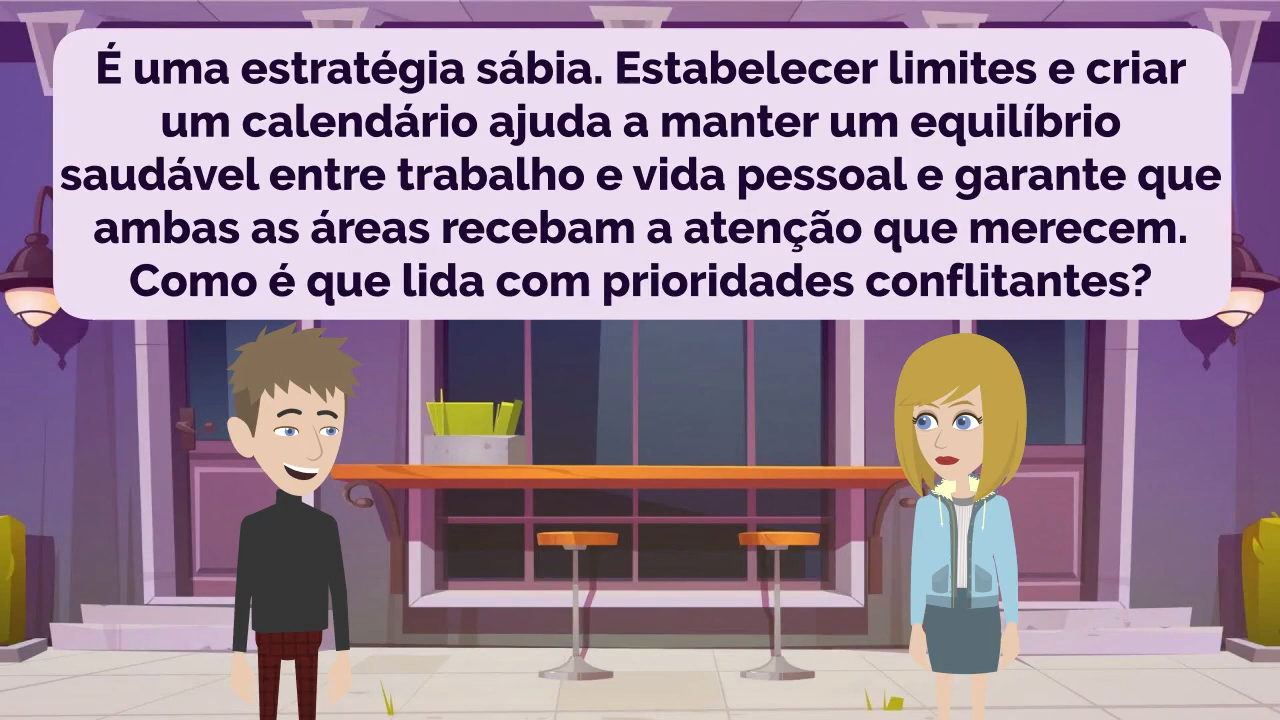 É uma estratégia sábia. Estabelecer limites e criar
um calendário ajuda a manter um equilíbrio
saudável entre trabalho e vida pessoal e garante que
ambas as áreas recebam a atenção que merecem.
Como é que lida com prioridades conflitantes?